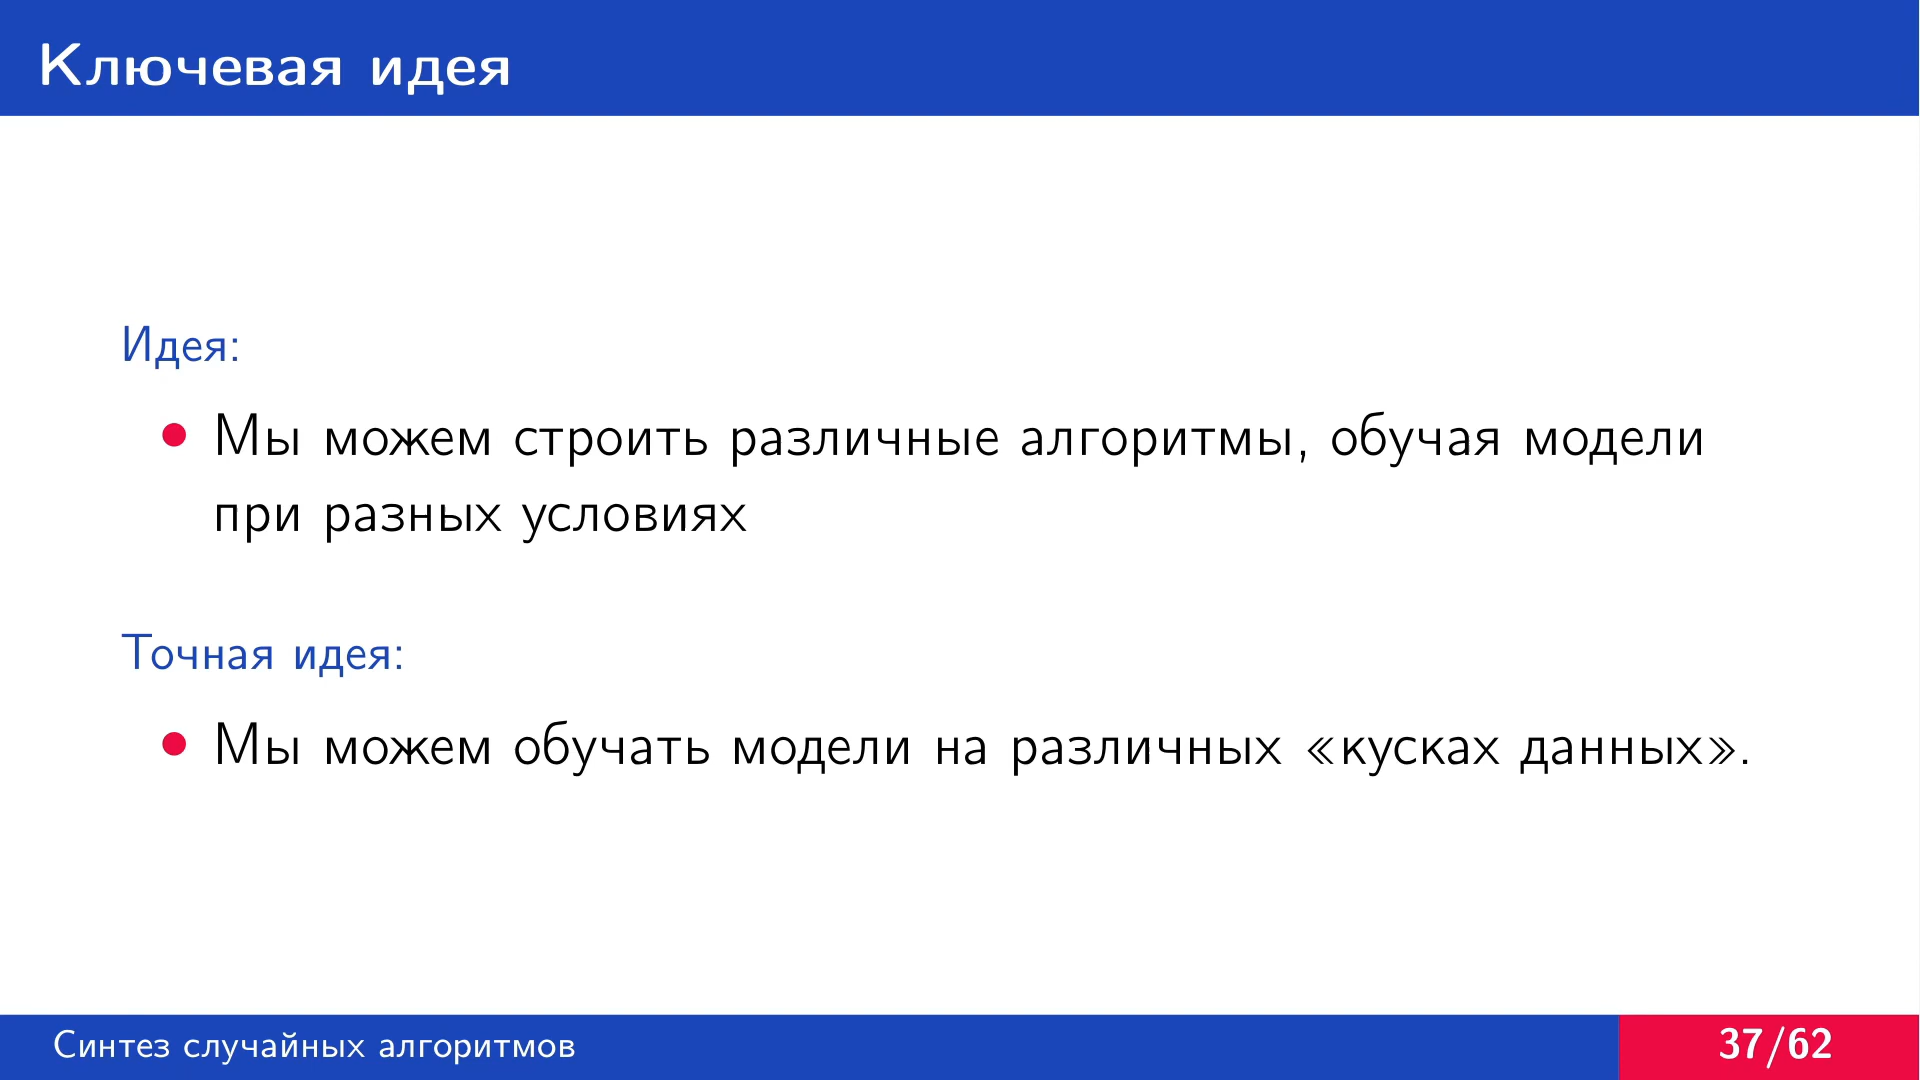 Ключевая идея
Идея:
• Мы можем строить различные алгоритмы, обучая модели
при разных условиях
Точная идея:
• Мы можем обучать модели на различных «кусках данных».
Синтез случайных алгоритмов
37/62